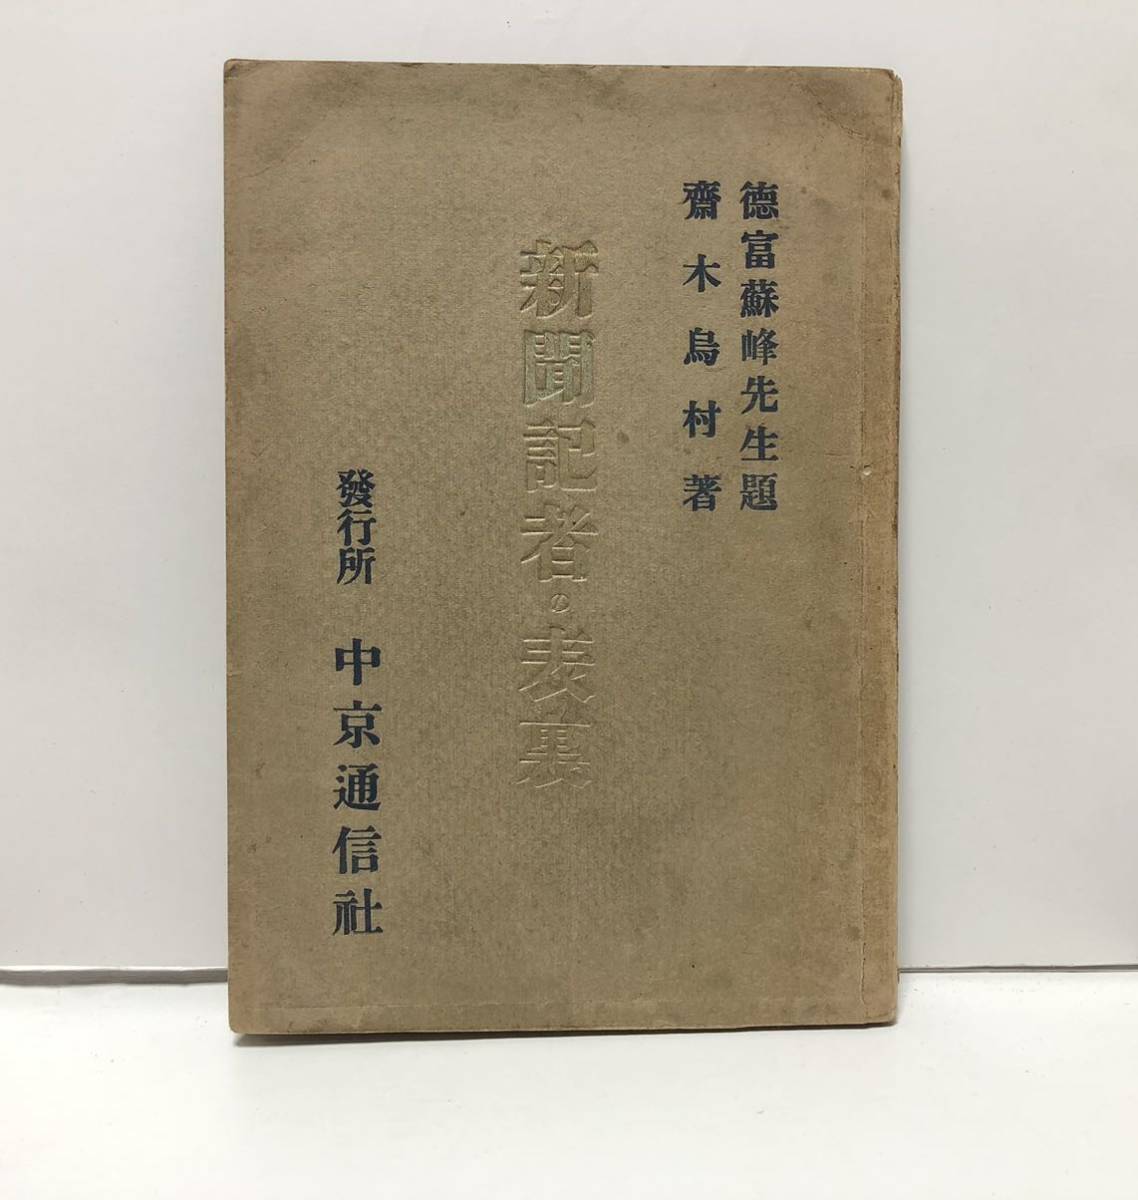 德富蘇峰先生題
齋木烏村著
新聞記者の表裏
發行所 中京通信社